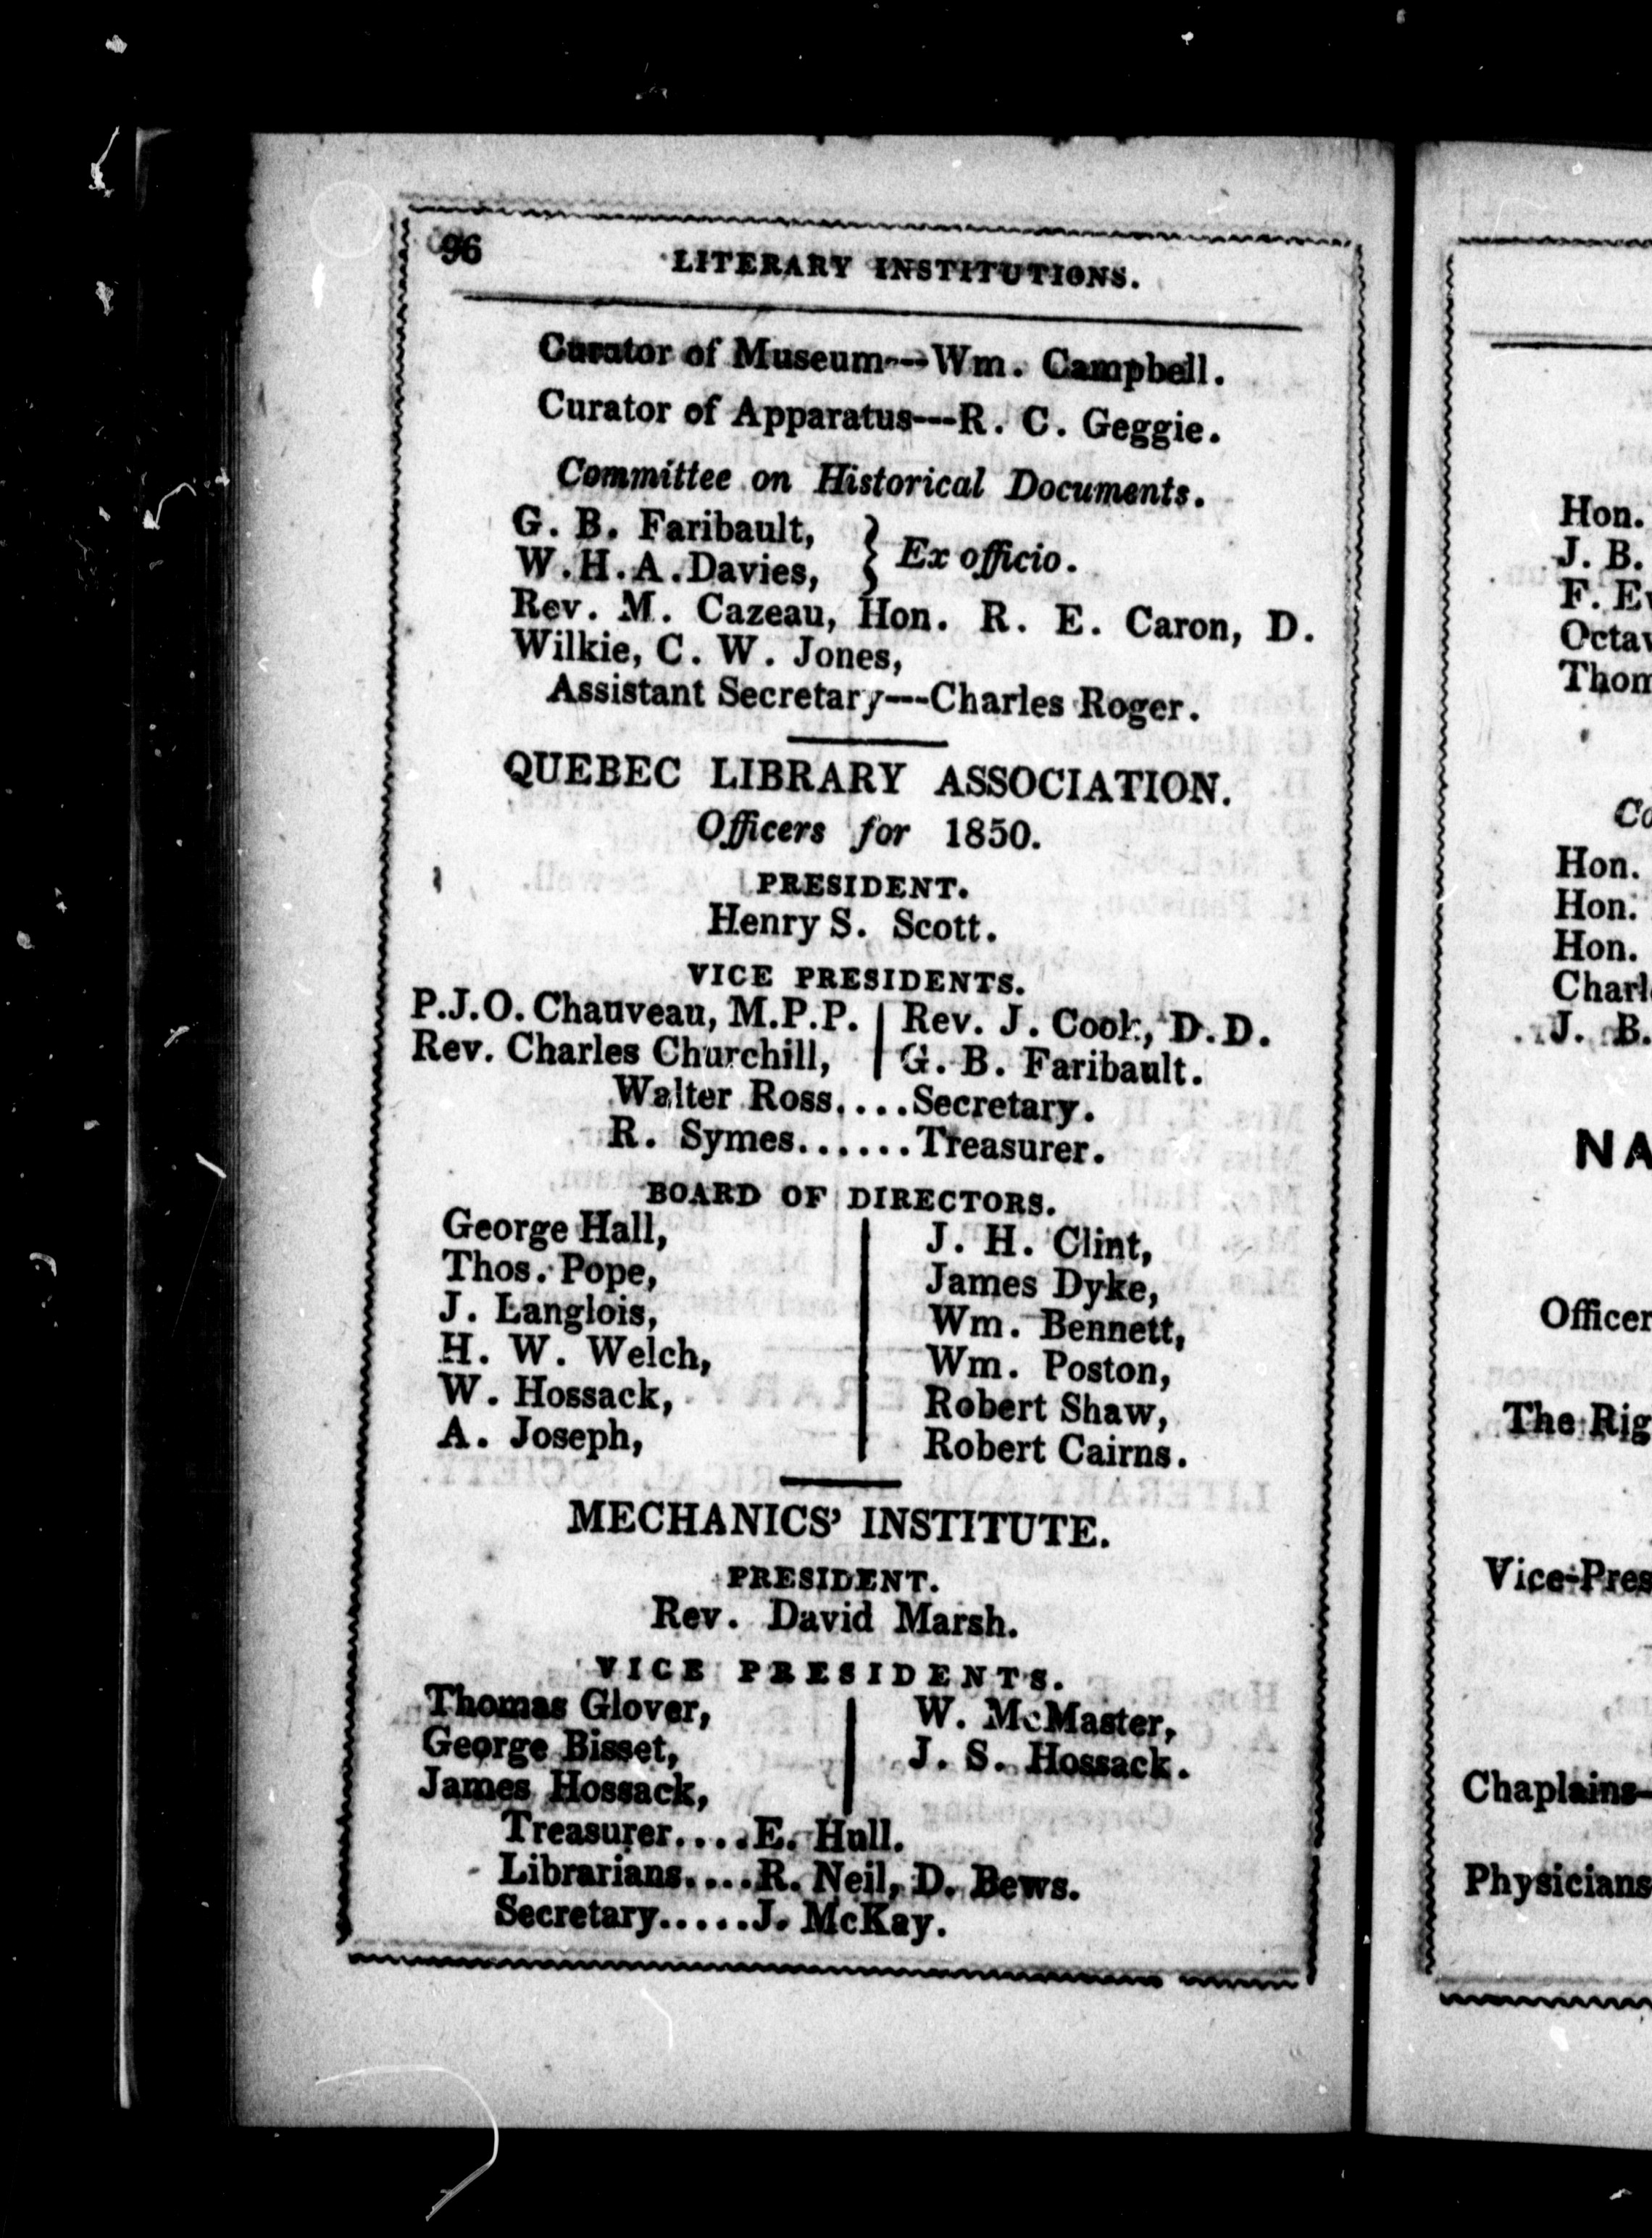 96
LITERARY INSTITUTIONS.
Curator of Museum---Wm. Campbell.
Curator of Apparatus---R. C. Geggie.
Committee on Historical Documents.
G. B. Faribault, } Ex officio.
W.H.A.Davies,
Rev. M. Cazeau, Hon. R. E. Caron, D.
Wilkie, C. W. Jones,
Assistant Secretary---Charles Roger.
QUEBEC LIBRARY ASSOCIATION.
Officers for 1850.
PRESIDENT.
Henry S. Scott.
VICE PRESIDENTS.
P.J.O. Chauveau, M.P.P. | Rev. J. Cook, D.D.
Rev. Charles Churchill, | G. B. Faribault.
Walter Ross....Secretary.
R. Symes......Treasurer.
BOARD OF DIRECTORS.
George Hall,
Thos. Pope,
J. Langlois,
H. W. Welch,
W. Hossack,
A. Joseph,
J. H. Clint,
James Dyke,
Wm. Bennett,
Wm. Poston,
Robert Shaw,
Robert Cairns.
MECHANICS' INSTITUTE.
PRESIDENT.
Rev. David Marsh.
VICE PRESIDENTS.
Thomas Glover,
George Bisset,
James Hossack,
W. McMaster,
J. S. Hossack.
Treasurer....E. Hull.
Librarians....R. Neil, D. Bews.
Secretary.....J. McKay.
Hon.
J. B.
F.
Hon.
Hon.
Hon.
J. B.
The
Chaplains-
Physicians